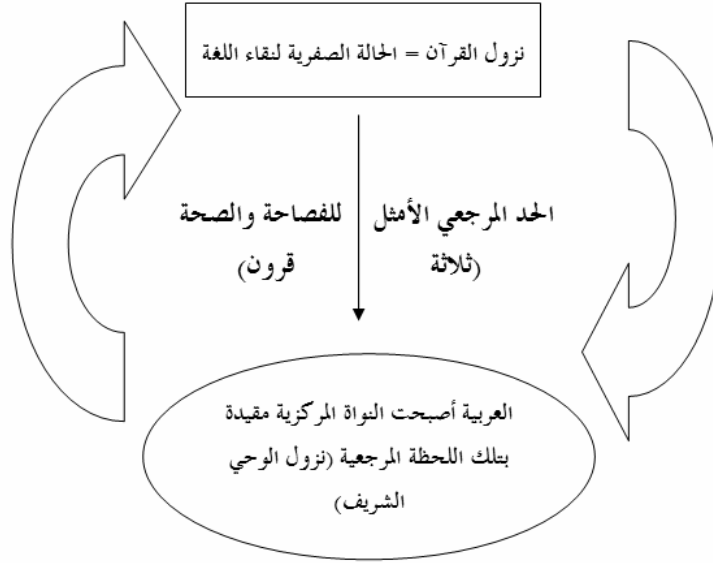 نزول القرآن = الحالة الصفرية لنقاء اللغة
الحد المرجعي الأمثل للفصاحة والصحة
(ثلاثة قرون)
العربية أصبحت النواة المركزية مقيدة
بتلك اللحظة المرجعية (نزول الوحي
الشريف)